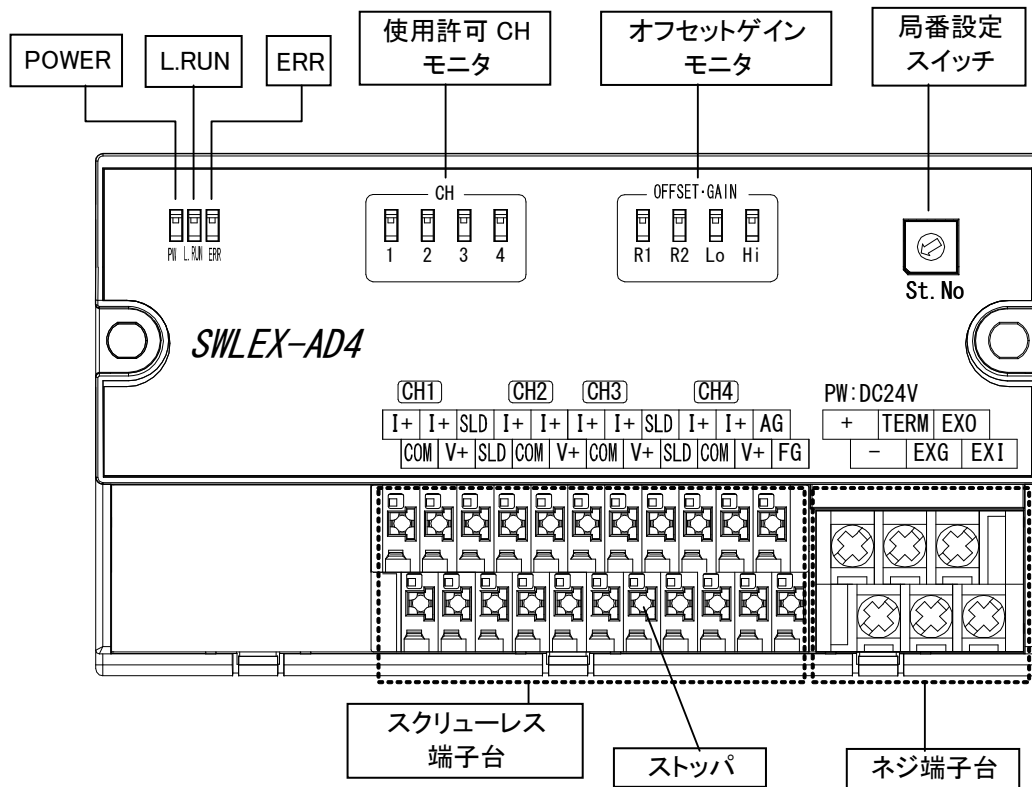 POWER
L.RUN
ERR
使用許可 CH
モニタ
オフセットゲイン
モニタ
局番設定
スイッチ
PW L.RUN ERR
CH
1 2 3 4
OFFSET・GAIN
R1 R2 Lo Hi
St.No
SWLEX-AD4
CH1 CH2 CH3 CH4
I+ I+ SLD I+ I+ I+ I+ SLD I+ I+ AG
COM V+ SLD COM V+ COM V+ SLD COM V+ FG
PW:DC24V
+ TERM EXO
- EXG EXI
スクリューレス
端子台
ストッパ
ネジ端子台